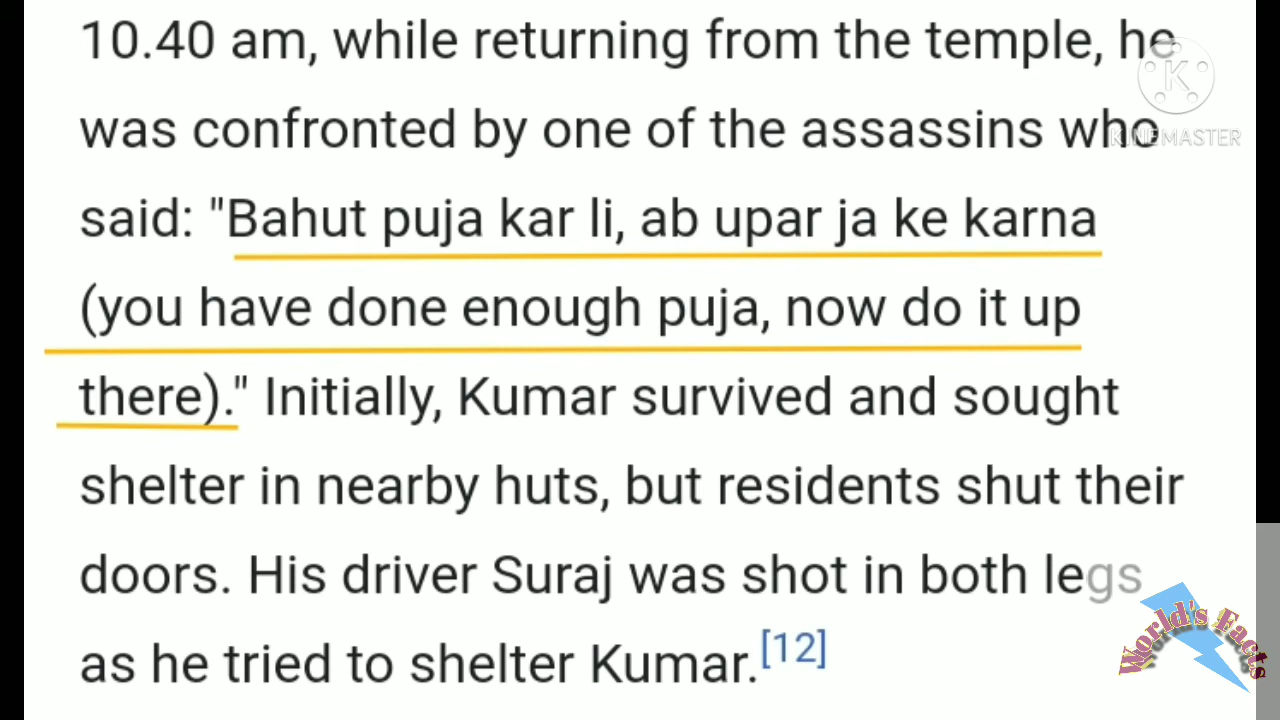 10.40 am, while returning from the temple, he
was confronted by one of the assassins who
said: "Bahut puja kar li, ab upar ja ke karna
(you have done enough puja, now do it up
there)." Initially, Kumar survived and sought
shelter in nearby huts, but residents shut their
doors. His driver Suraj was shot in both legs
as he tried to shelter Kumar.[12]
K
KINEMASTER
World's Facts